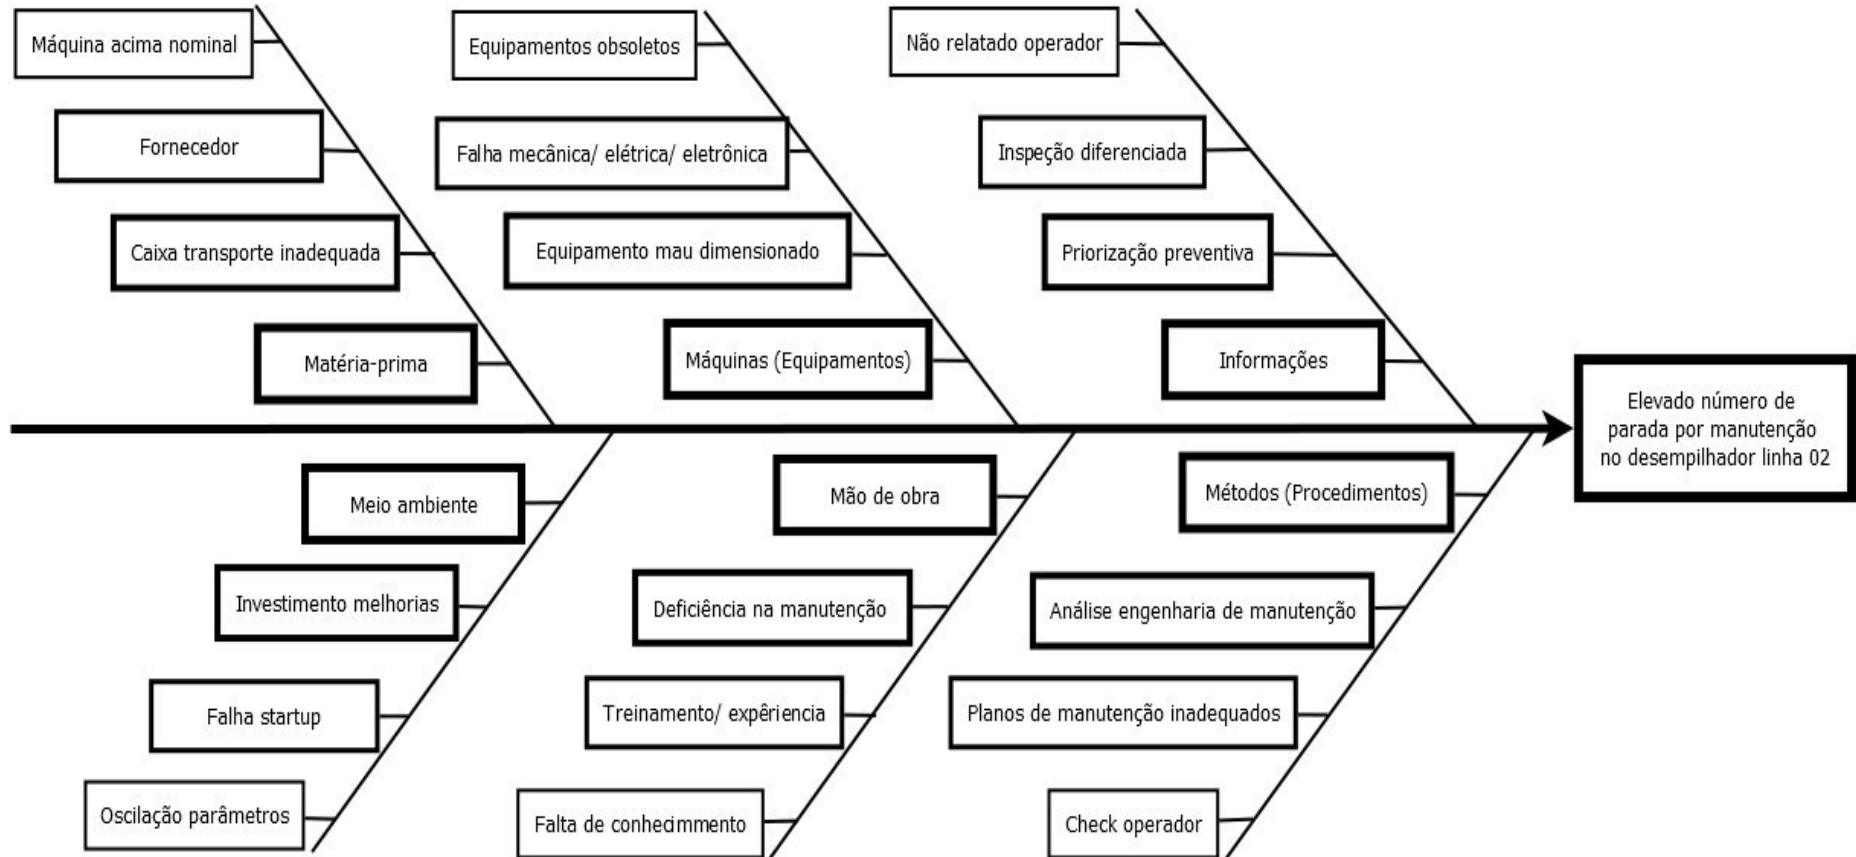 Máquina acima nominal
Fornecedor
Caixa transporte inadequada
Matéria-prima
Equipamentos obsoletos
Falha mecânica/ elétrica/ eletrônica
Equipamento mau dimensionado
Máquinas (Equipamentos)
Não relatado operador
Inspeção diferenciada
Priorização preventiva
Informações
Elevado número de
parada por manutenção
no desempilhador linha 02
Meio ambiente
Investimento melhorias
Falha startup
Oscilação parâmetros
Mão de obra
Deficiência na manutenção
Treinamento/ expêriencia
Falta de conhecimmento
Métodos (Procedimentos)
Análise engenharia de manutenção
Planos de manutenção inadequados
Check operador